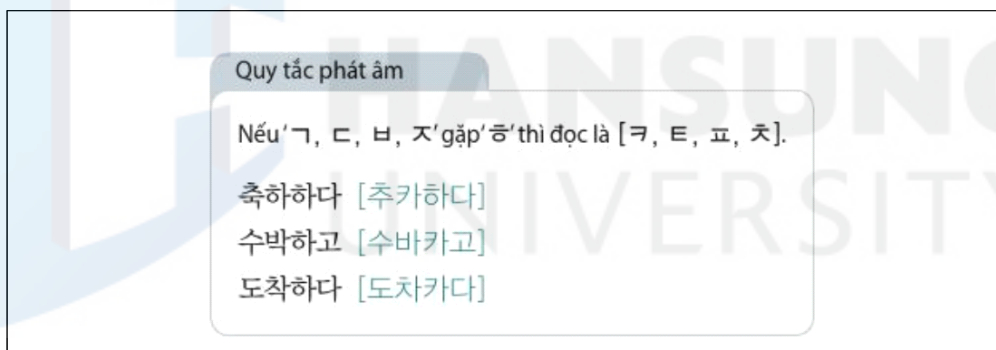 HANSUNG
UNIVERSITY
Quy tắc phát âm
Nếu 'ㄱ, ㄷ, ㅂ, ㅈ' gặp 'ㅎ' thì đọc là [ㅋ, ㅌ, ㅍ, ㅊ].
축하하다 [추카하다]
수박하고 [수바카고]
도착하다 [도차카다]